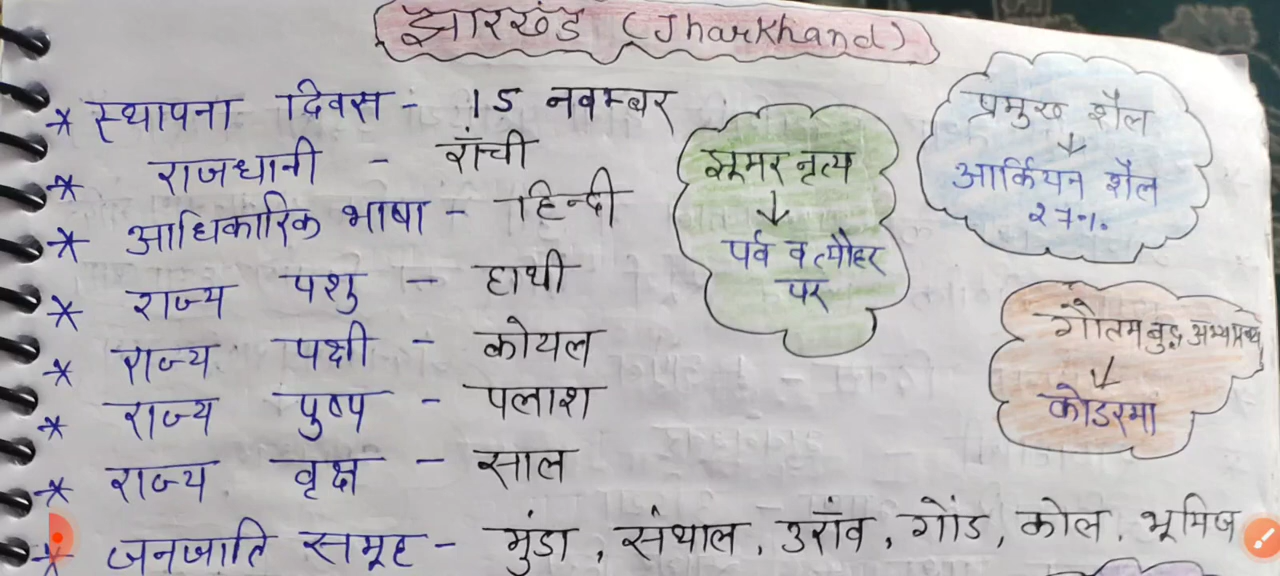 झारखंड (Jharkhand)
* स्थापना दिवस - 15 नवम्बर
* राजधानी - राँची
* आधिकारिक भाषा - हिन्दी
* राज्य पशु - हाथी
* राज्य पक्षी - कोयल
* राज्य पुष्प - पलाश
* राज्य वृक्ष - साल
* जनजाति समूह - मुंडा, संथाल, उराँव, गोंड, कोल, भूमिज
झूमर नृत्य
↓
पर्व व त्यौहार
पर
प्रमुख शैल
↓
आर्कियन शैल
27%
गौतम बुद्ध अभ्यारण्य
↓
कोडरमा